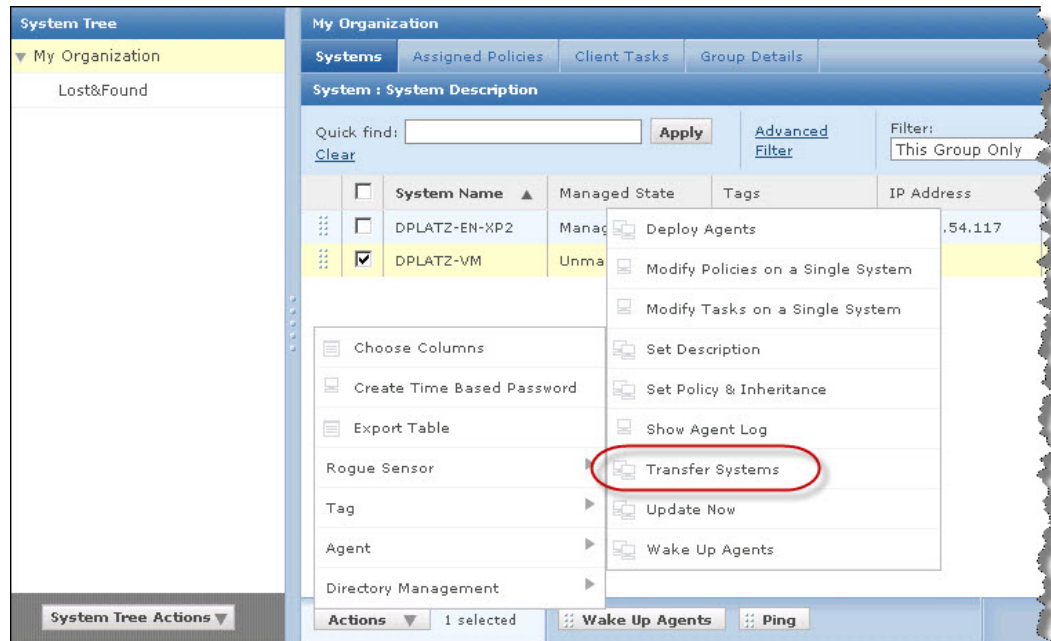 System Tree
My Organization
My Organization
Lost&Found
Systems Assigned Policies Client Tasks Group Details
System : System Description
Quick find: Apply Advanced Filter Filter:
Clear This Group Only
System Name Managed State Tags IP Address
DPLATZ-EN-XP2 Manag .54.117
DPLATZ-VM Unma
Deploy Agents
Modify Policies on a Single System
Modify Tasks on a Single System
Set Description
Set Policy & Inheritance
Show Agent Log
Transfer Systems
Update Now
Wake Up Agents
Choose Columns
Create Time Based Password
Export Table
Rogue Sensor
Tag
Agent
Directory Management
System Tree Actions
Actions 1 selected Wake Up Agents Ping